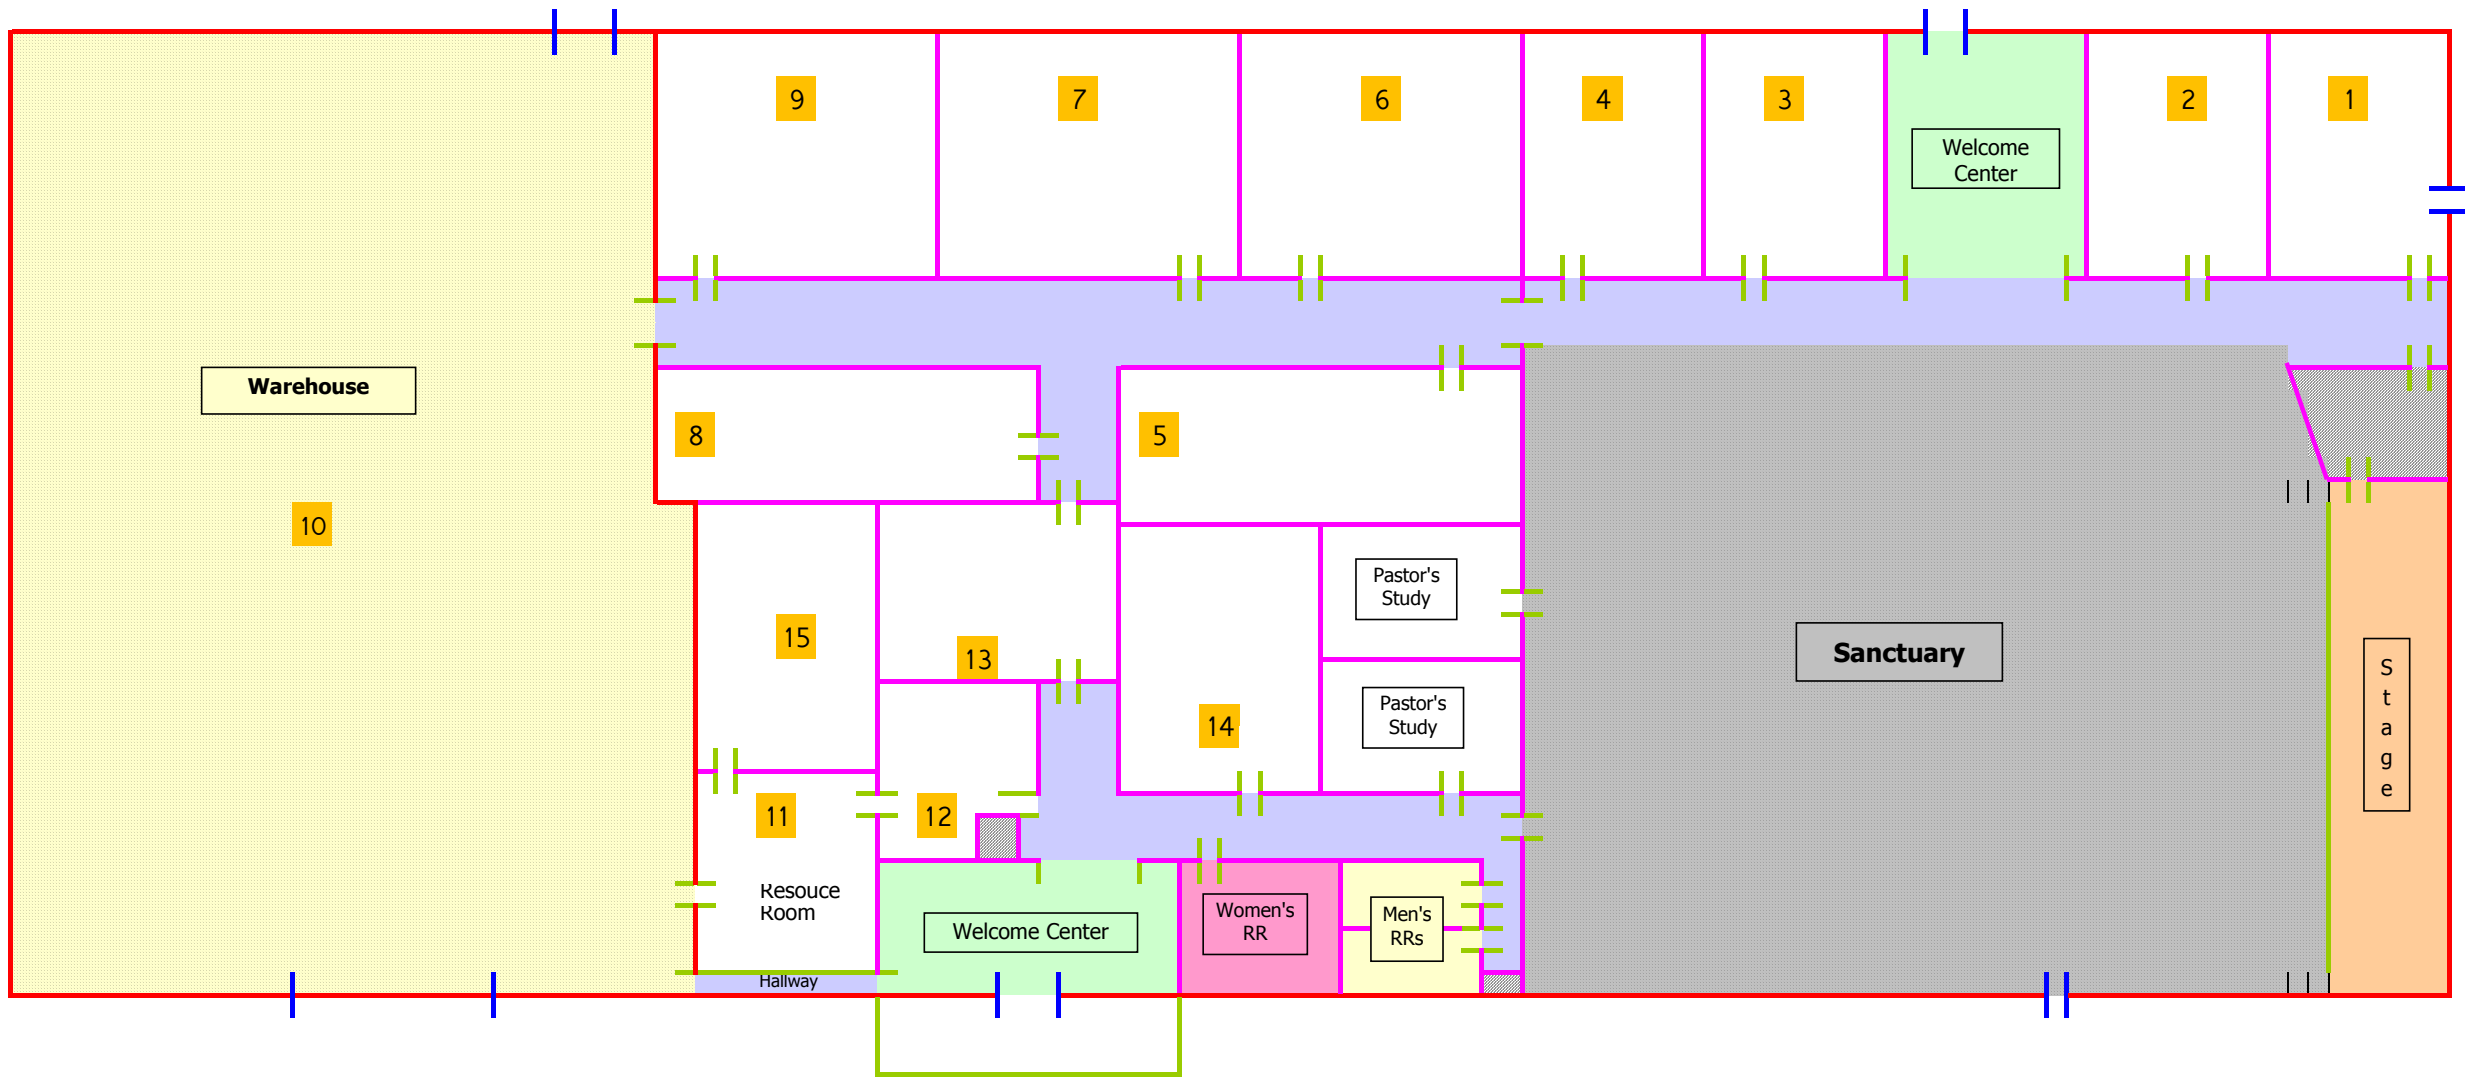 9
7
6
4
3
2
1
Welcome
Center
Warehouse
8
5
10
Pastor's
Study
15
13
Sanctuary
S
t
a
g
e
Pastor's
Study
14
11
12
Resouce
Room
Welcome Center
Women's
RR
Men's
RRs
Hallway